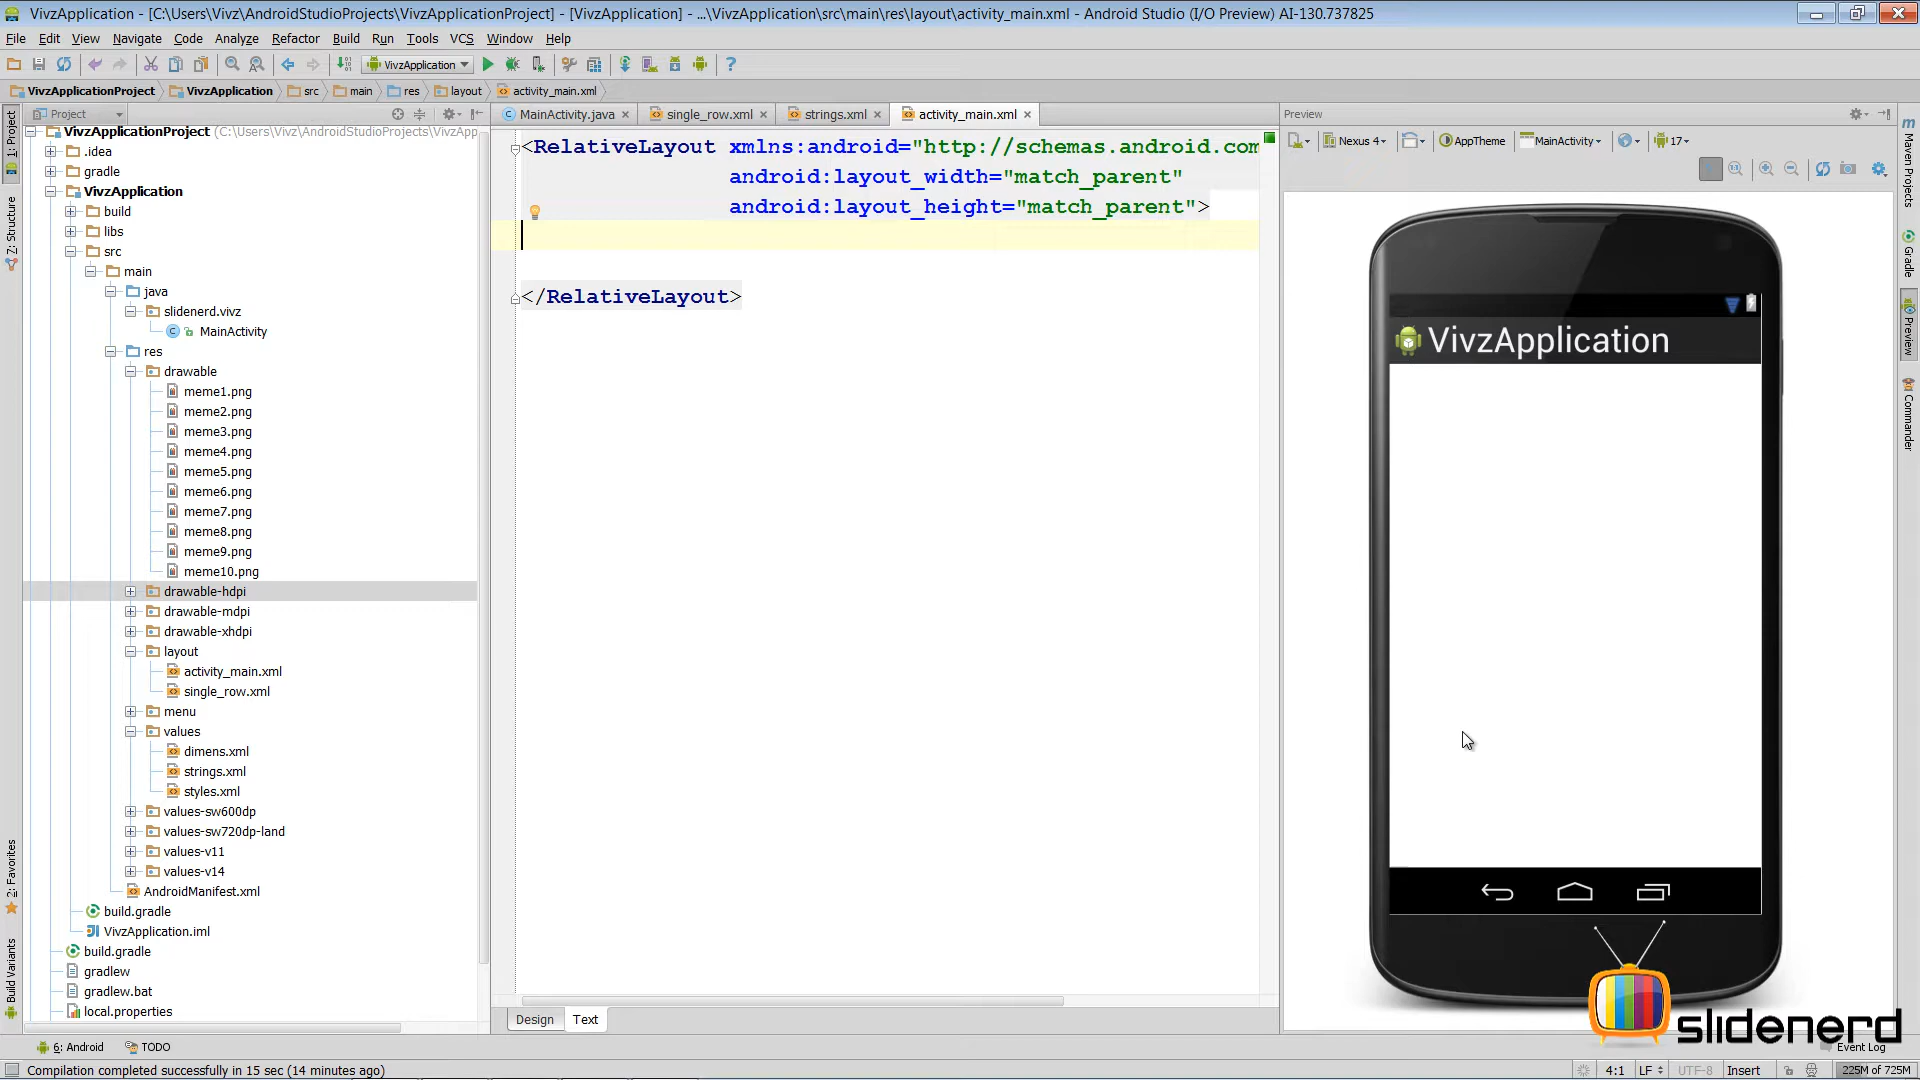 VivzApplication - [C:\Users\Vivz\AndroidStudioProjects\VivzApplicationProject] - [VivzApplication] - ...\VivzApplication\src\main\res\layout\activity_main.xml - Android Studio (I/O Preview) AI-130.737825
File Edit View Navigate Code Analyze Refactor Build Run Tools VCS Window Help
VivzApplication
VivzApplicationProject VivzApplication src main res layout activity_main.xml
Project
MainActivity.java single_row.xml strings.xml activity_main.xml
Preview
1: Project
Z: Structure
2: Favorites
Build Variants
VivzApplicationProject (C:\Users\Vivz\AndroidStudioProjects\VivzApp
.idea
gradle
VivzApplication
build
libs
src
main
java
slidenerd.vivz
MainActivity
res
drawable
meme1.png
meme2.png
meme3.png
meme4.png
meme5.png
meme6.png
meme7.png
meme8.png
meme9.png
meme10.png
drawable-hdpi
drawable-mdpi
drawable-xhdpi
layout
activity_main.xml
single_row.xml
menu
values
dimens.xml
strings.xml
styles.xml
values-sw600dp
values-sw720dp-land
values-v11
values-v14
AndroidManifest.xml
build.gradle
VivzApplication.iml
build.gradle
gradlew
gradlew.bat
local.properties
<RelativeLayout xmlns:android="http://schemas.android.com
android:layout_width="match_parent"
android:layout_height="match_parent">
</RelativeLayout>
Design Text
Nexus 4 AppTheme MainActivity 17
VivzApplication
Maven Projects
Gradle
Preview
Commander
slidenerd
6: Android TODO
Event Log
Compilation completed successfully in 15 sec (14 minutes ago)
4:1 LF UTF-8 Insert 225M of 725M